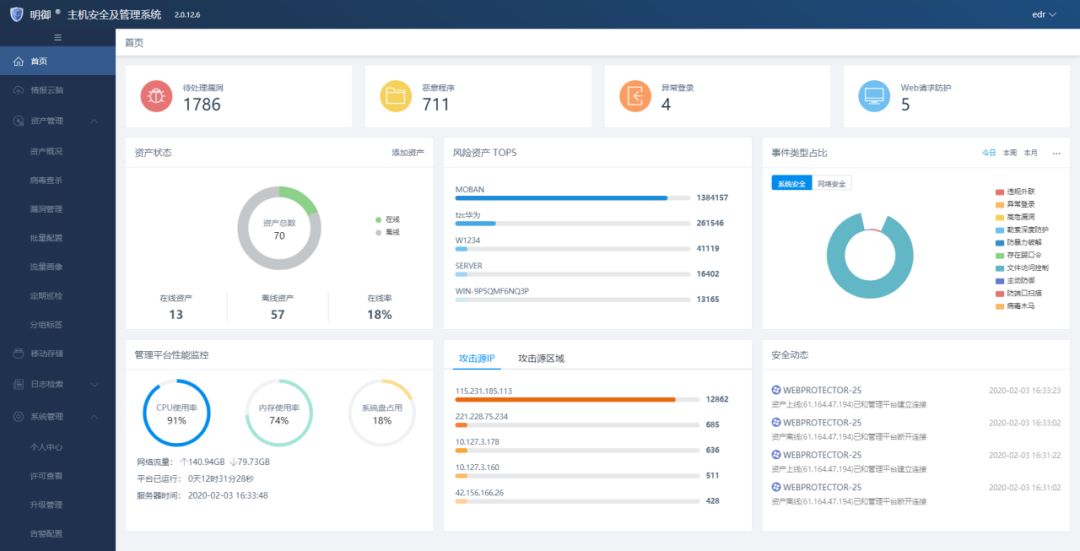 明御® 主机安全及管理系统 2.0.12.6
edr
首页
情报云脑
资产管理
资产概况
病毒查杀
漏洞管理
批量配置
流量画像
定期巡检
分组标签
移动存储
日志检索
系统管理
个人中心
许可查看
升级管理
告警配置
首页
待处理漏洞
1786
恶意程序
711
异常登录
4
Web请求防护
5
资产状态 添加资产
资产总数
70
在线
离线
在线资产 离线资产 在线率
13 57 18%
风险资产 TOP5
MOBAN
1384157
tzc华为
261546
W1234
41119
SERVER
16402
WIN-9P5QMF6NQ3P
13165
事件类型占比 今日 本周 本月 ...
系统安全 网络安全
违规外联
异常登录
高危漏洞
勒索深度防护
防暴力破解
存在弱口令
文件访问控制
主动防御
防端口扫描
病毒木马
管理平台性能监控
CPU使用率 内存使用率 系统盘占用
91% 74% 18%
网络流量： ↑140.94GB ↓79.73GB
平台已运行： 0天12时31分28秒
服务器时间： 2020-02-03 16:33:48
攻击源IP 攻击源区域
115.231.185.113
12862
221.228.75.234
685
10.127.3.178
636
10.127.3.160
511
42.156.166.26
428
安全动态
WEBPROTECTOR-25 2020-02-03 16:33:23
资产上线(61.164.47.194)已和管理平台建立连接
WEBPROTECTOR-25 2020-02-03 16:33:02
资产离线(61.164.47.194)已和管理平台断开连接
WEBPROTECTOR-25 2020-02-03 16:31:22
资产上线(61.164.47.194)已和管理平台建立连接
WEBPROTECTOR-25 2020-02-03 16:31:02
资产离线(61.164.47.194)已和管理平台断开连接